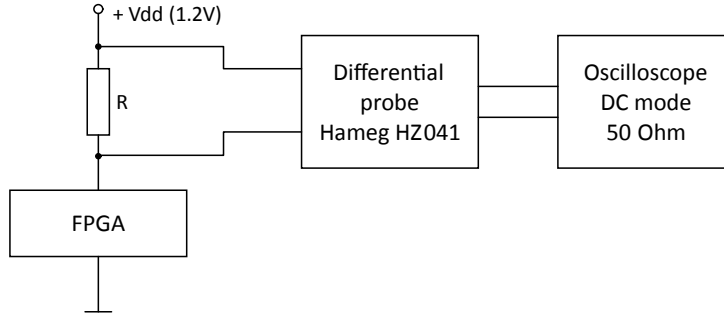 + Vdd (1.2V)
R
FPGA
Differential
probe
Hameg HZ041
Oscilloscope
DC mode
50 Ohm